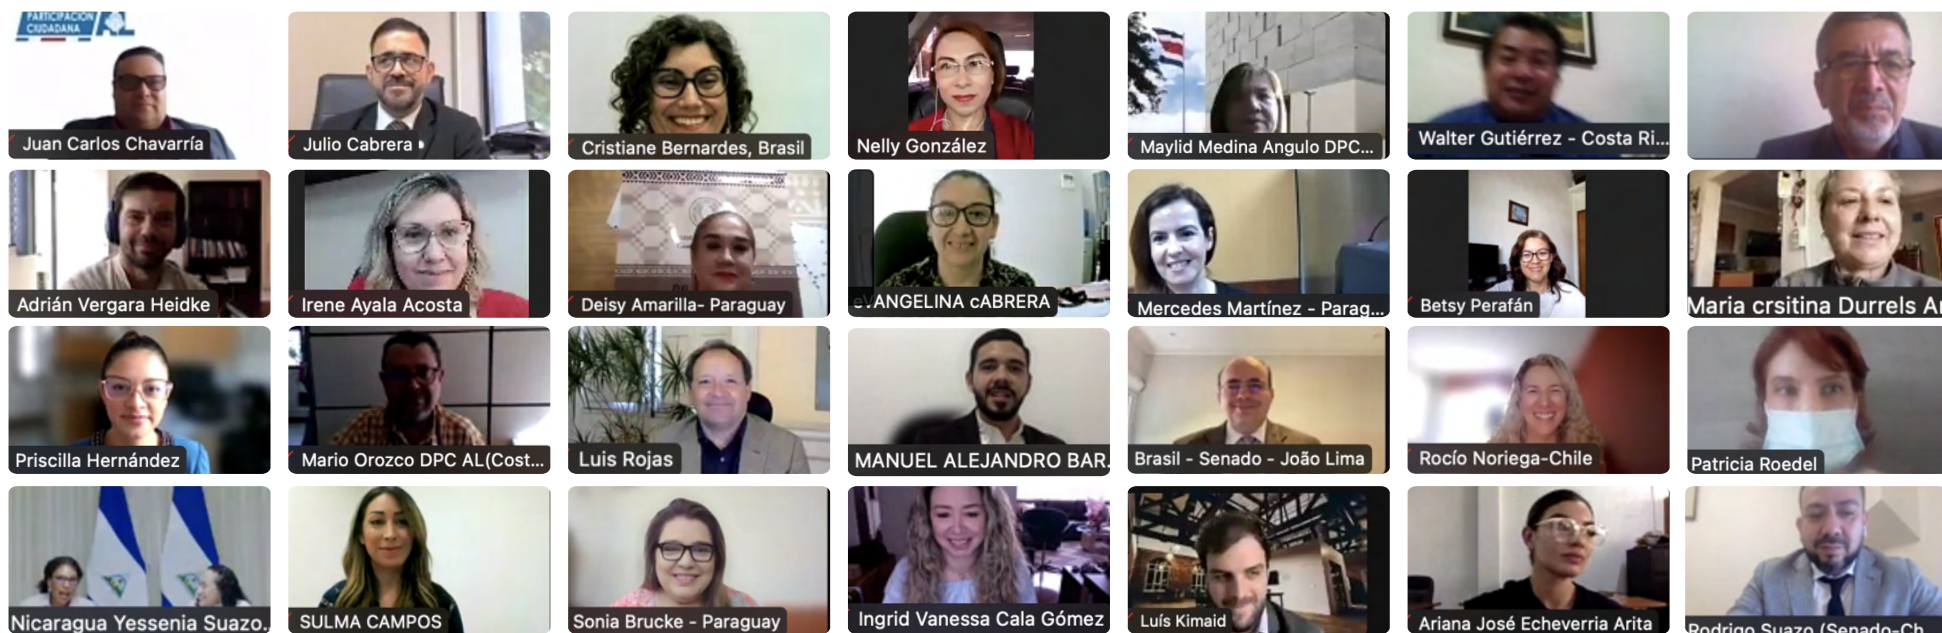 PARTICIPACIÓN
CIUDADANA
AL
Juan Carlos Chavarría
Julio Cabrera
Cristiane Bernardes, Brasil
Nelly González
Maylid Medina Angulo DPC...
Walter Gutiérrez - Costa Ri...
Adrián Vergara Heidke
Irene Ayala Acosta
Deisy Amarilla- Paraguay
eVANGELINA cABRERA
Mercedes Martínez - Parag...
Betsy Perafán
Maria crsitina Durrels A
Priscilla Hernández
Mario Orozco DPC AL(Cost...
Luis Rojas
MANUEL ALEJANDRO BAR.
Brasil - Senado - João Lima
Rocío Noriega-Chile
Patricia Roedel
Nicaragua Yessenia Suazo..
SULMA CAMPOS
Sonia Brucke - Paraguay
Ingrid Vanessa Cala Gómez
Luís Kimaid
Ariana José Echeverria Arita
Rodrigo Suazo (Senado-Ch